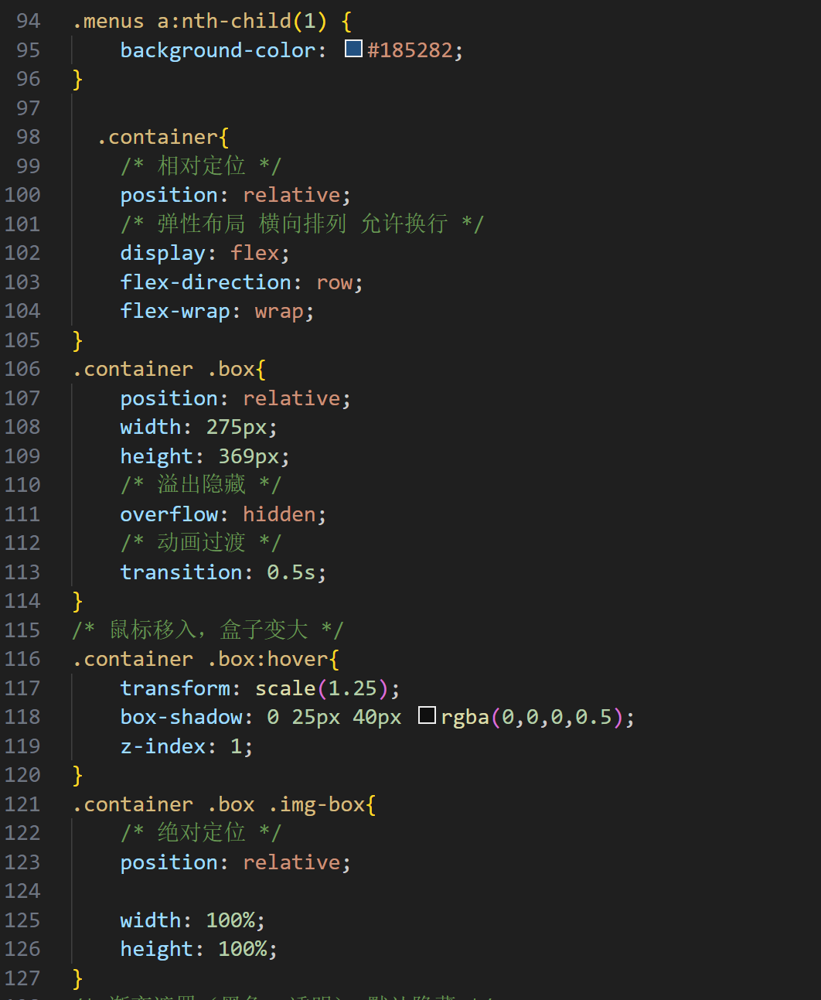 94 .menus a:nth-child(1) {
95 background-color: #185282;
96 }
97
98 .container{
99 /* 相对定位 */
100 position: relative;
101 /* 弹性布局 横向排列 允许换行 */
102 display: flex;
103 flex-direction: row;
104 flex-wrap: wrap;
105 }
106 .container .box{
107 position: relative;
108 width: 275px;
109 height: 369px;
110 /* 溢出隐藏 */
111 overflow: hidden;
112 /* 动画过渡 */
113 transition: 0.5s;
114 }
115 /* 鼠标移入，盒子变大 */
116 .container .box:hover{
117 transform: scale(1.25);
118 box-shadow: 0 25px 40px rgba(0,0,0,0.5);
119 z-index: 1;
120 }
121 .container .box .img-box{
122 /* 绝对定位 */
123 position: relative;
124
125 width: 100%;
126 height: 100%;
127 }